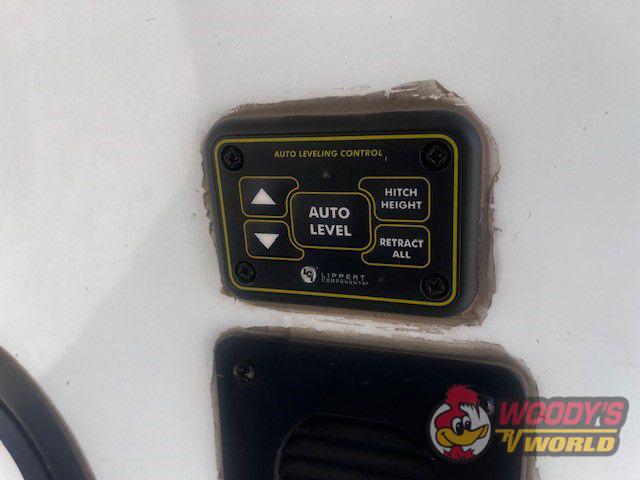 AUTO LEVELING CONTROL
HITCH
HEIGHT
AUTO
LEVEL
RETRACT
ALL
LIPPERT
COMPONENTS
WOODY'S
RV WORLD